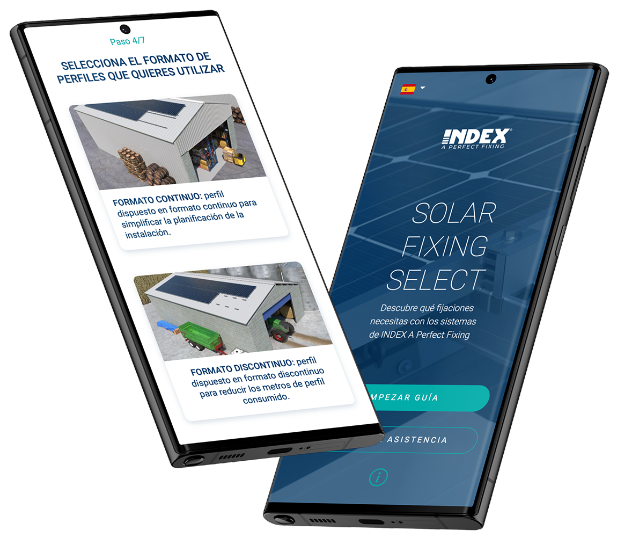 Paso 4/7
SELECCIONA EL FORMATO DE
PERFILES QUE QUIERES UTILIZAR
FORMATO CONTINUO: perfil
dispuesto en formato continuo para
simplificar la planificación de la
instalación.
FORMATO DISCONTINUO: perfil
dispuesto en formato discontinuo
para reducir los metros de perfil
consumido.
INDEX
A PERFECT FIXING
SOLAR
FIXING
SELECT
Descubre qué fijaciones
necesitas con los sistemas
de INDEX A Perfect Fixing
MPEZAR GUÍA
ASISTENCIA